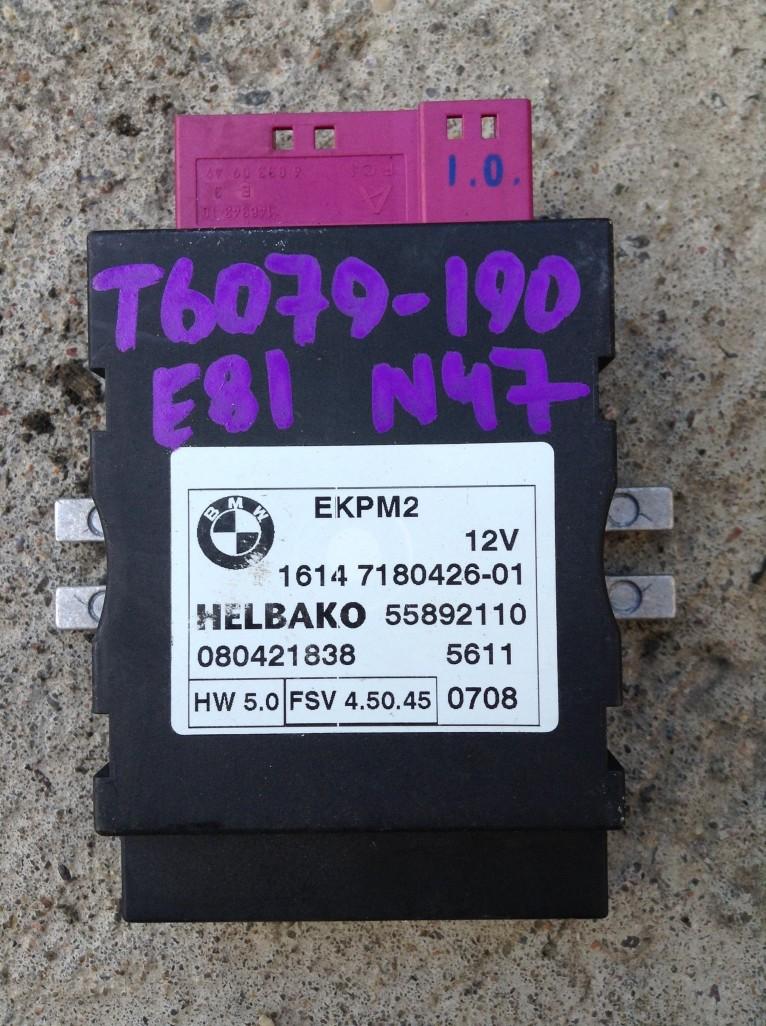 I.O.
T6079-190
E81 N47
BMW
EKPM2
12V
1614 7180426-01
HELBAKO 55892110
080421838 5611
HW 5.0 FSV 4.50.45 0708